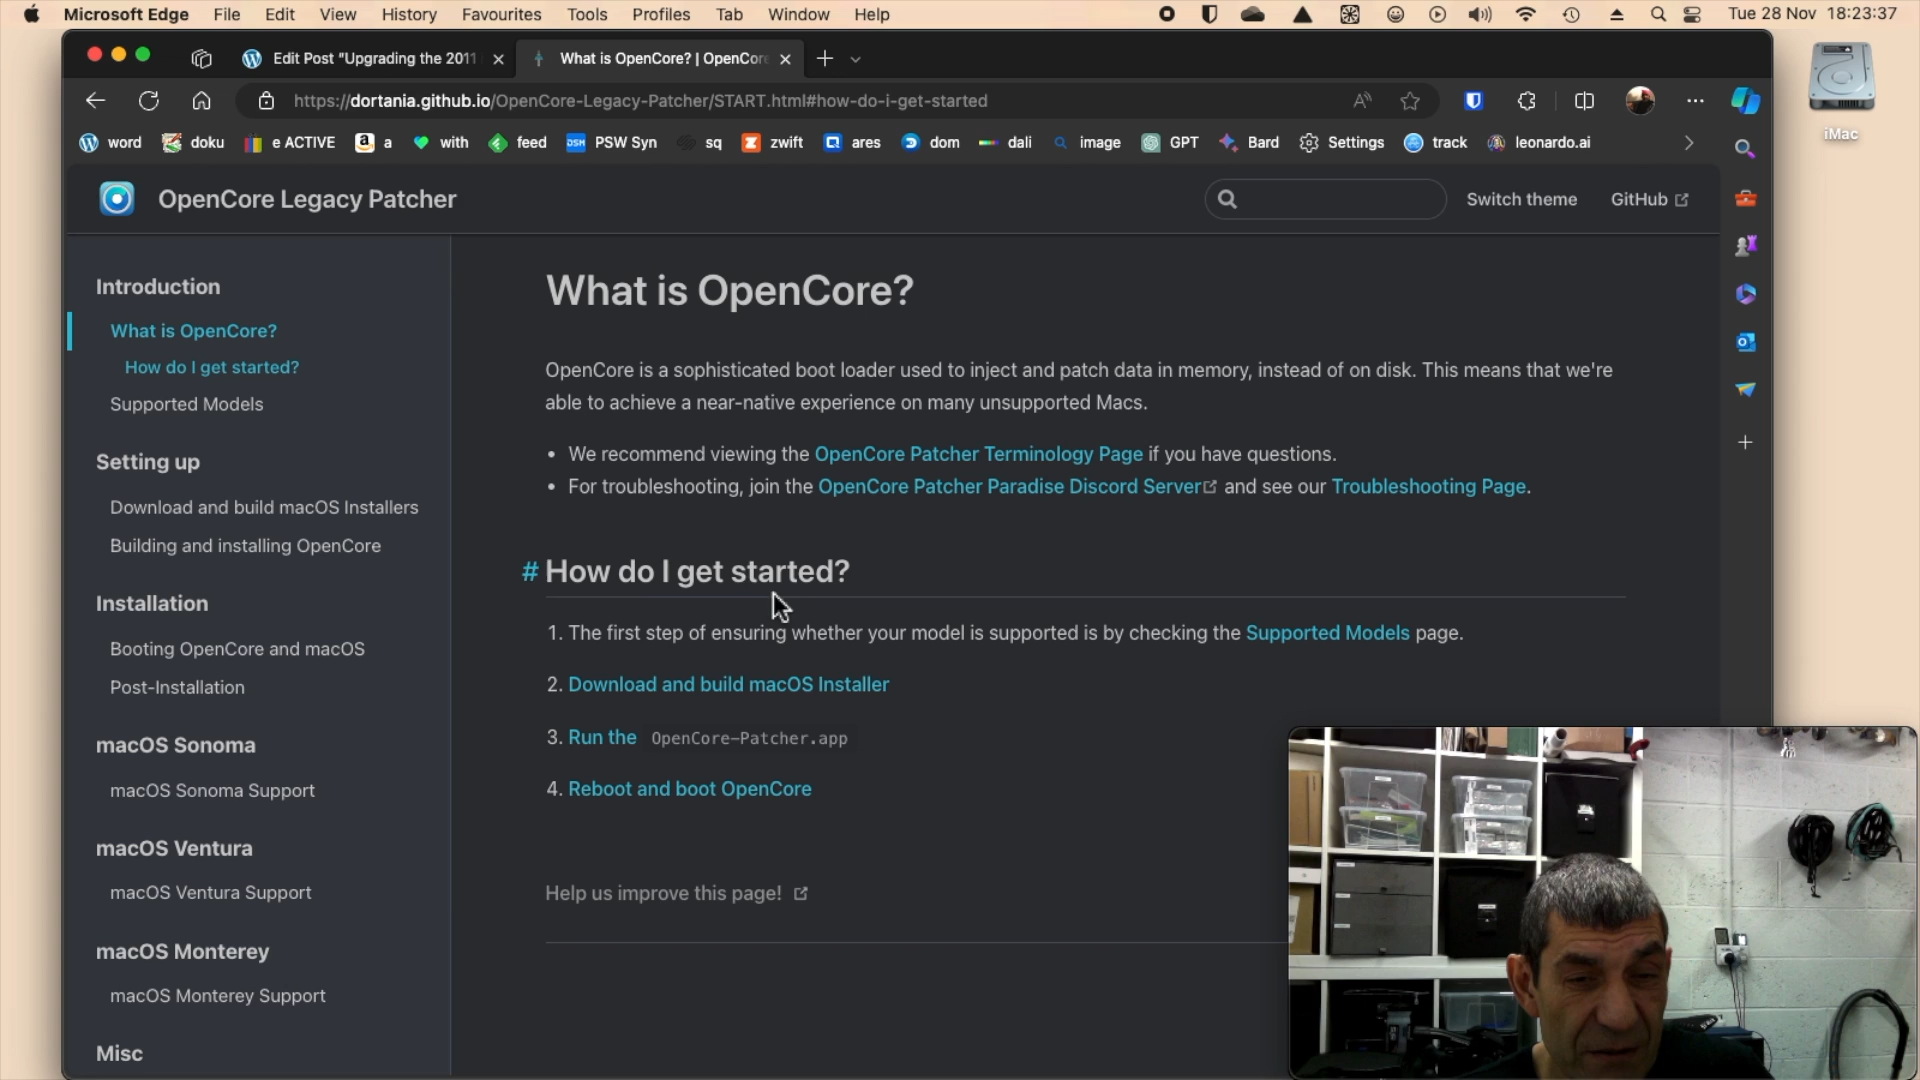 Microsoft Edge File Edit View History Favourites Tools Profiles Tab Window Help Tue 28 Nov 18:23:37
Edit Post "Upgrading the 2011
What is OpenCore? | OpenCore
https://dortania.github.io/OpenCore-Legacy-Patcher/START.html#how-do-i-get-started
word doku e ACTIVE a with feed PSW Syn sq zwift ares dom dali image GPT Bard Settings track leonardo.ai
iMac
OpenCore Legacy Patcher
Switch theme GitHub
Introduction
What is OpenCore?
How do I get started?
Supported Models
Setting up
Download and build macOS Installers
Building and installing OpenCore
Installation
Booting OpenCore and macOS
Post-Installation
macOS Sonoma
macOS Sonoma Support
macOS Ventura
macOS Ventura Support
macOS Monterey
macOS Monterey Support
Misc
What is OpenCore?
OpenCore is a sophisticated boot loader used to inject and patch data in memory, instead of on disk. This means that we're
able to achieve a near-native experience on many unsupported Macs.
• We recommend viewing the OpenCore Patcher Terminology Page if you have questions.
• For troubleshooting, join the OpenCore Patcher Paradise Discord Server and see our Troubleshooting Page.
# How do I get started?
1. The first step of ensuring whether your model is supported is by checking the Supported Models page.
2. Download and build macOS Installer
3. Run the OpenCore-Patcher.app
4. Reboot and boot OpenCore
Help us improve this page!